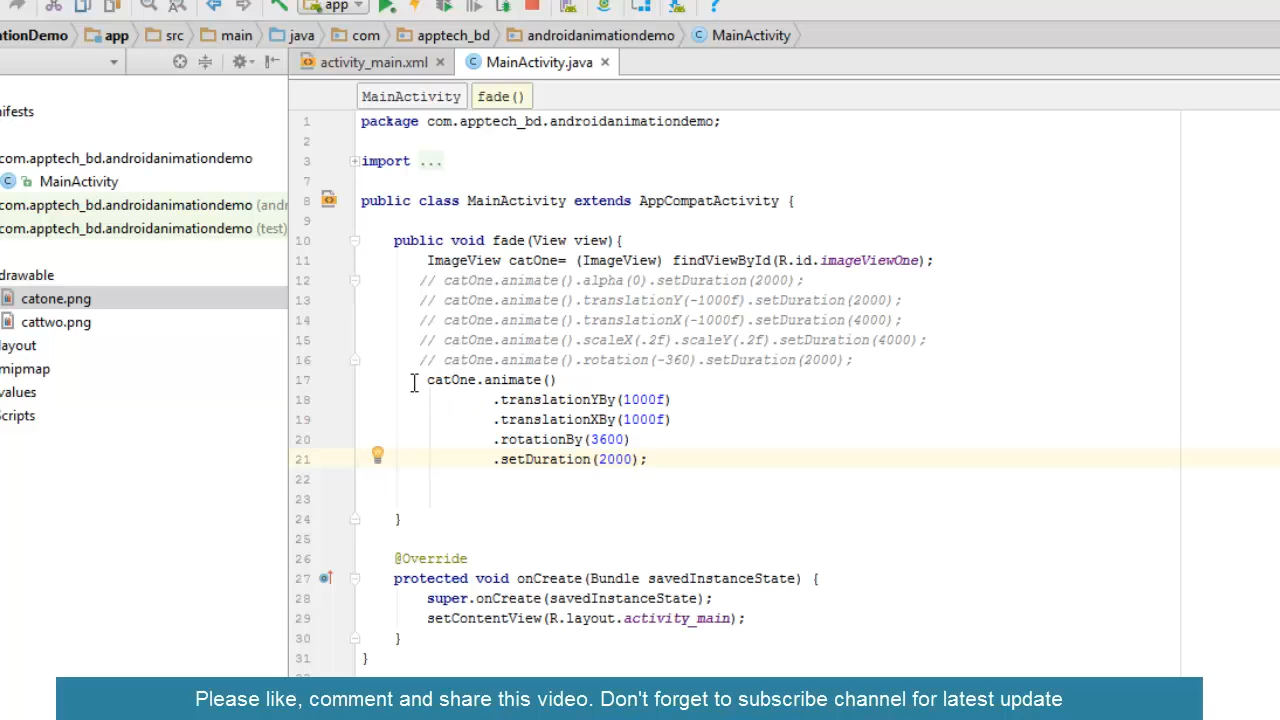 app
ationDemo app src main java com apptech_bd androidanimationdemo MainActivity
activity_main.xml MainActivity.java
MainActivity fade()
ifests
com.apptech_bd.androidanimationdemo
MainActivity
com.apptech_bd.androidanimationdemo (andr
com.apptech_bd.androidanimationdemo (test)
drawable
catone.png
cattwo.png
layout
mipmap
values
Scripts
1 package com.apptech_bd.androidanimationdemo;
2
3 import ...
7
8 public class MainActivity extends AppCompatActivity {
9
10 public void fade(View view){
11 ImageView catOne= (ImageView) findViewById(R.id.imageViewOne);
12 // catOne.animate().alpha(0).setDuration(2000);
13 // catOne.animate().translationY(-1000f).setDuration(2000);
14 // catOne.animate().translationX(-1000f).setDuration(4000);
15 // catOne.animate().scaleX(.2f).scaleY(.2f).setDuration(4000);
16 // catOne.animate().rotation(-360).setDuration(2000);
17 catOne.animate()
18 .translationYBy(1000f)
19 .translationXBy(1000f)
20 .rotationBy(3600)
21 .setDuration(2000);
22
23
24 }
25
26 @Override
27 protected void onCreate(Bundle savedInstanceState) {
28 super.onCreate(savedInstanceState);
29 setContentView(R.layout.activity_main);
30 }
31 }
Please like, comment and share this video. Don't forget to subscribe channel for latest update